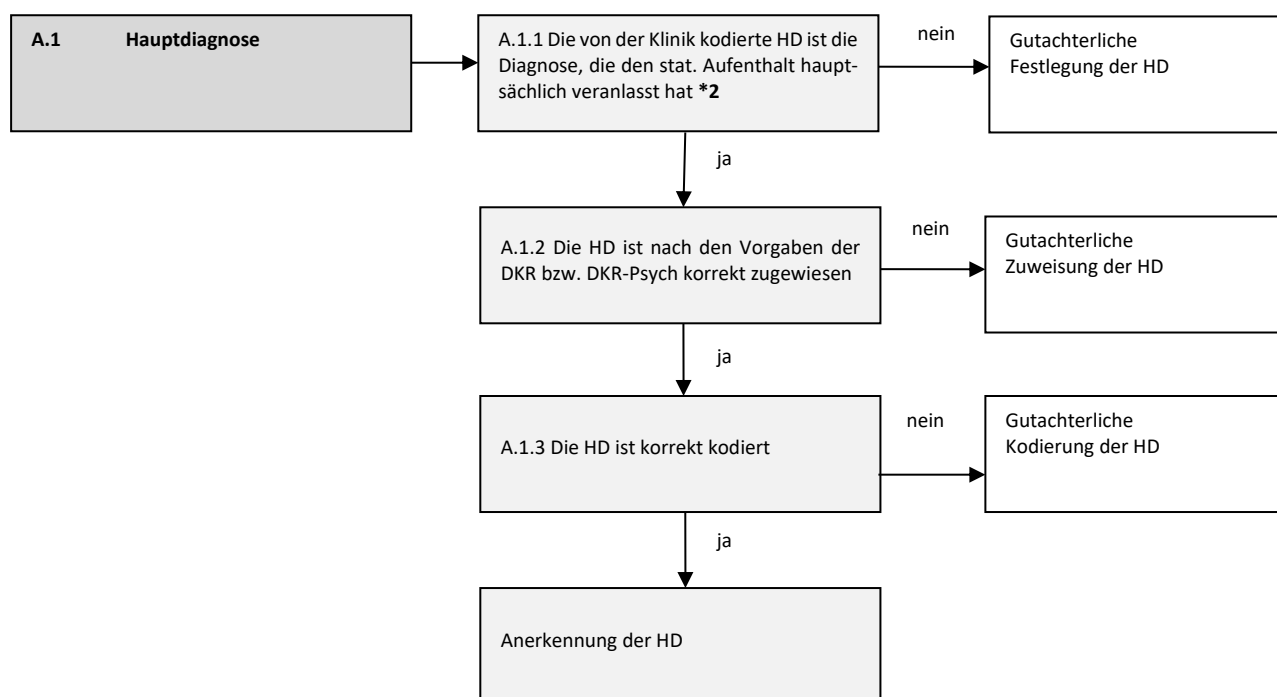 A.1 Hauptdiagnose
A.1.1 Die von der Klinik kodierte HD ist die
Diagnose, die den stat. Aufenthalt haupt-
sächlich veranlasst hat *2
nein
Gutachterliche
Festlegung der HD
ja
A.1.2 Die HD ist nach den Vorgaben der
DKR bzw. DKR-Psych korrekt zugewiesen
nein
Gutachterliche
Zuweisung der HD
ja
A.1.3 Die HD ist korrekt kodiert
nein
Gutachterliche
Kodierung der HD
ja
Anerkennung der HD